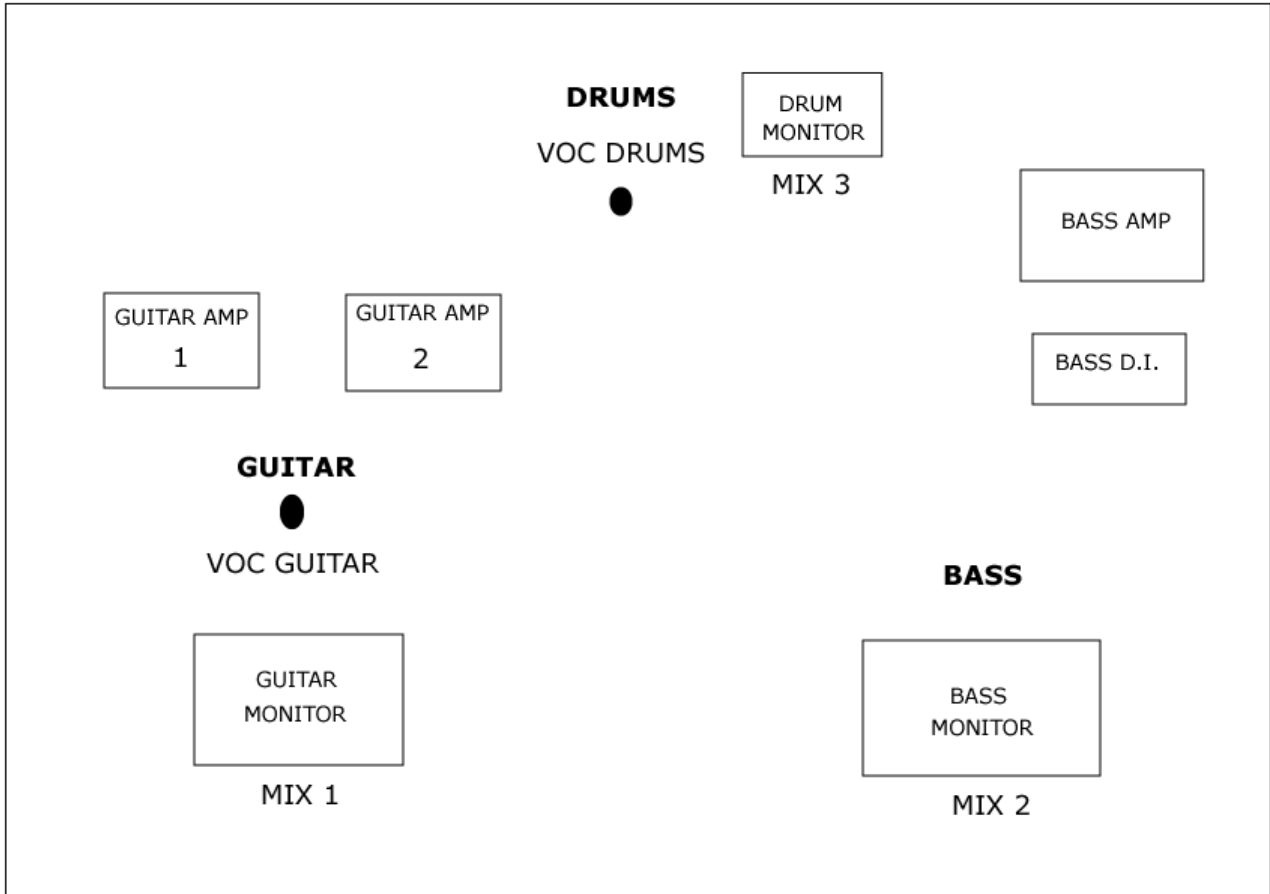 DRUMS
VOC DRUMS
DRUM
MONITOR
MIX 3
BASS AMP
BASS D.I.
GUITAR AMP
1
GUITAR AMP
2
GUITAR
VOC GUITAR
GUITAR
MONITOR
MIX 1
BASS
BASS
MONITOR
MIX 2